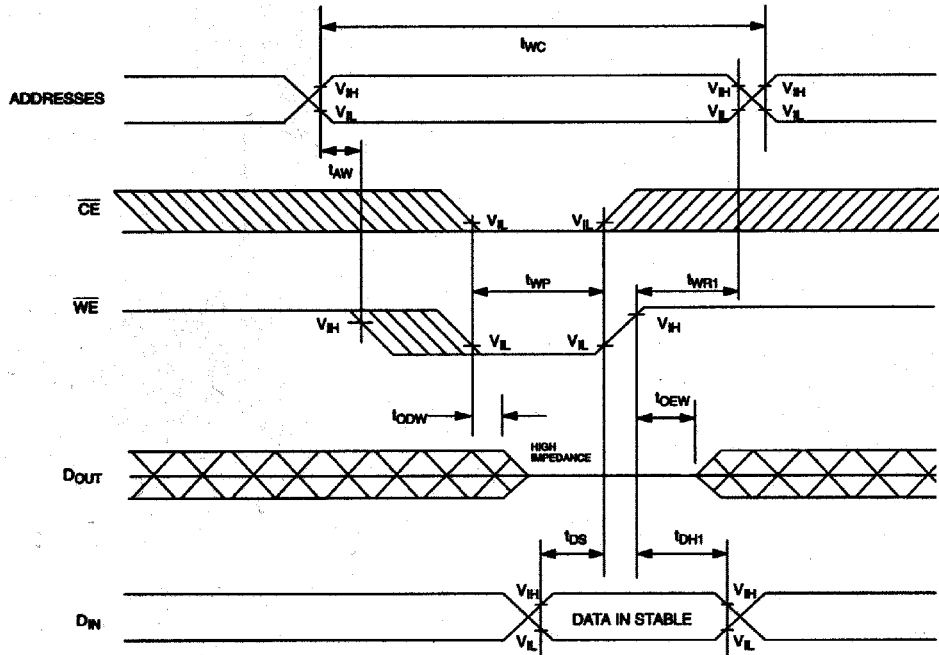 tWC
ADDRESSES
VIH VIH VIH
VIL VIL VIL
tAW
CE
VIL VIL
tWP tWR1
WE
VIH VIH
VIL VIL
tODW tOEW
HIGH
IMPEDANCE
DOUT
tDS tDH1
VIH VIH
DIN DATA IN STABLE
VIL VIL